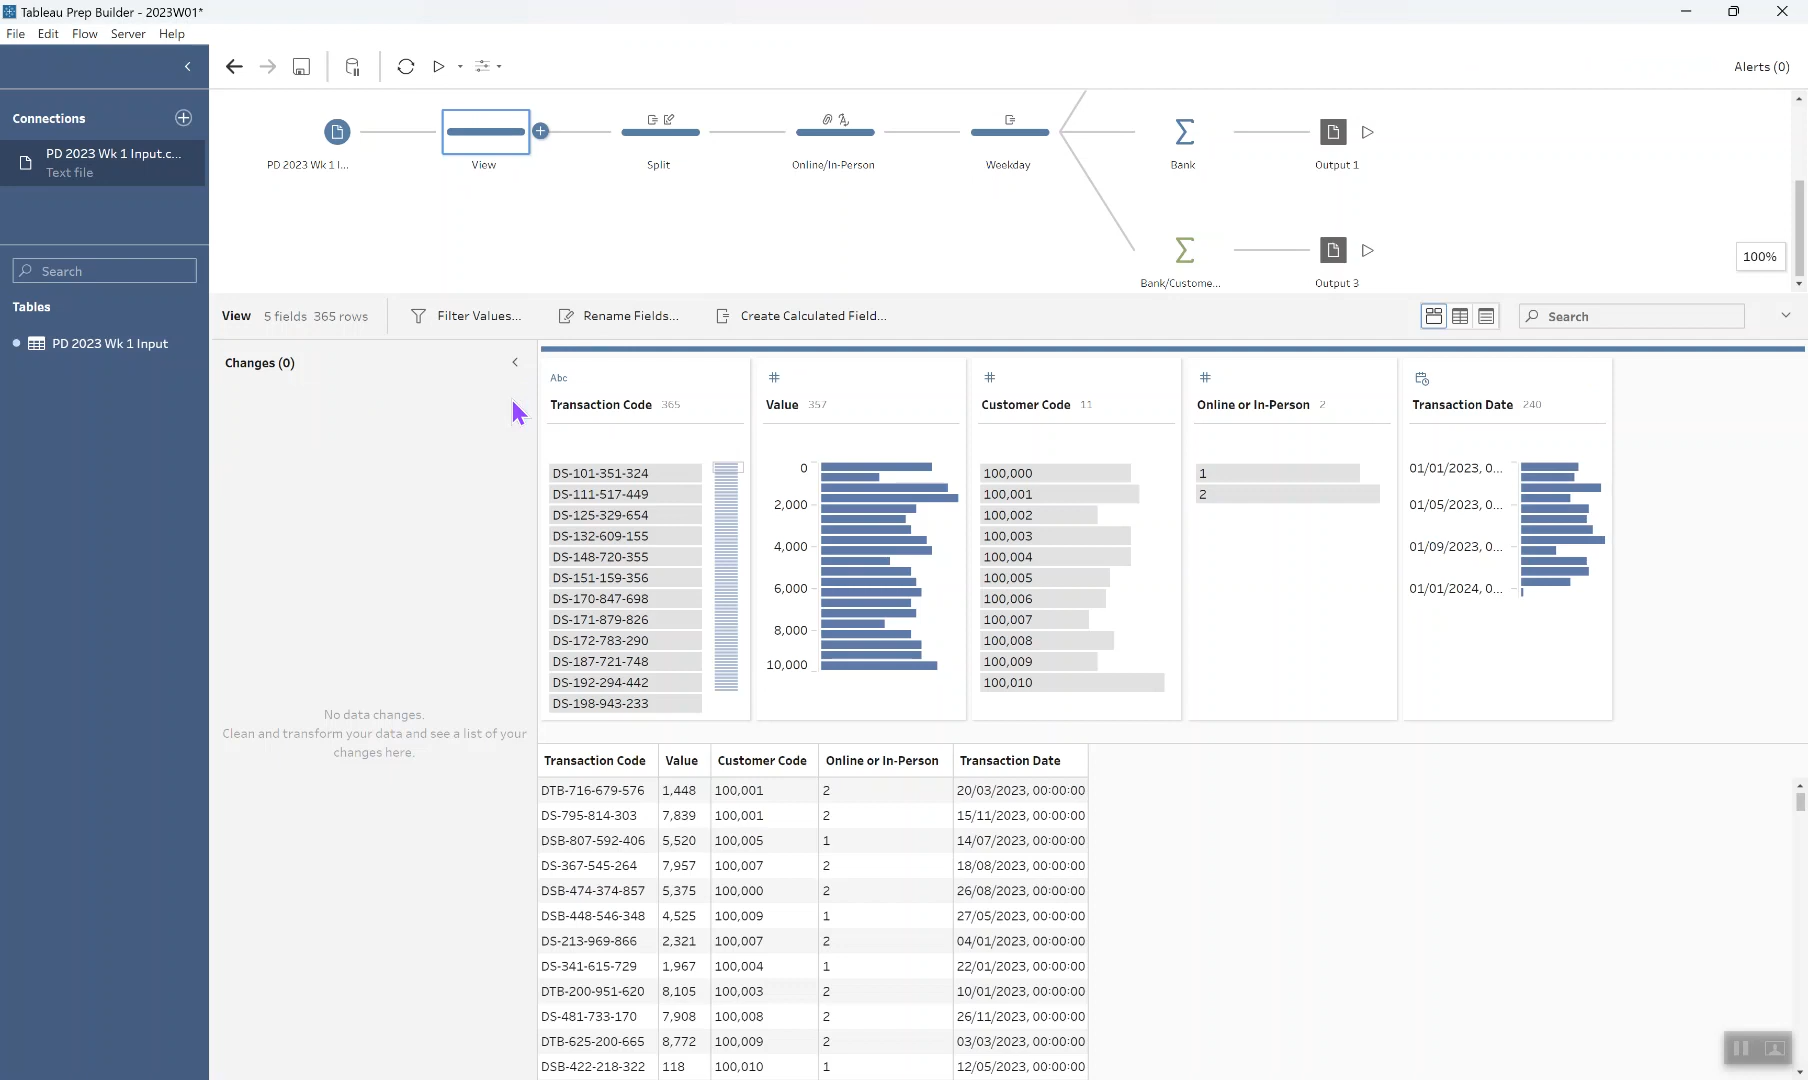 Tableau Prep Builder - 2023W01*
File Edit Flow Server Help
Alerts (0)
Connections
PD 2023 Wk 1 Input.c...
Text file
Search
Tables
PD 2023 Wk 1 Input
PD 2023 Wk 1 I... View Split Online/In-Person Weekday Bank Output 1
100%
Bank/Custome... Output 3
View 5 fields 365 rows Filter Values... Rename Fields... Create Calculated Field... Search
Changes (0)
No data changes.
Clean and transform your data and see a list of your
changes here.
Abc
Transaction Code 365
DS-101-351-324
DS-111-517-449
DS-125-329-654
DS-132-609-155
DS-148-720-355
DS-151-159-356
DS-170-847-698
DS-171-879-826
DS-172-783-290
DS-187-721-748
DS-192-294-442
DS-198-943-233
#
Value 357
0
2,000
4,000
6,000
8,000
10,000
#
Customer Code 11
100,000
100,001
100,002
100,003
100,004
100,005
100,006
100,007
100,008
100,009
100,010
#
Online or In-Person 2
1
2
Transaction Date 240
01/01/2023, 0...
01/05/2023, 0...
01/09/2023, 0...
01/01/2024, 0...
Transaction Code Value Customer Code Online or In-Person Transaction Date
DTB-716-679-576 1,448 100,001 2 20/03/2023, 00:00:00
DS-795-814-303 7,839 100,001 2 15/11/2023, 00:00:00
DSB-807-592-406 5,520 100,005 1 14/07/2023, 00:00:00
DS-367-545-264 7,957 100,007 2 18/08/2023, 00:00:00
DSB-474-374-857 5,375 100,000 2 26/08/2023, 00:00:00
DSB-448-546-348 4,525 100,009 1 27/05/2023, 00:00:00
DS-213-969-866 2,321 100,007 2 04/01/2023, 00:00:00
DS-341-615-729 1,967 100,004 1 22/01/2023, 00:00:00
DTB-200-951-620 8,105 100,003 2 10/01/2023, 00:00:00
DS-481-733-170 7,908 100,008 2 26/11/2023, 00:00:00
DTB-625-200-665 8,772 100,009 2 03/03/2023, 00:00:00
DSB-422-218-322 118 100,010 1 12/05/2023, 00:00:00